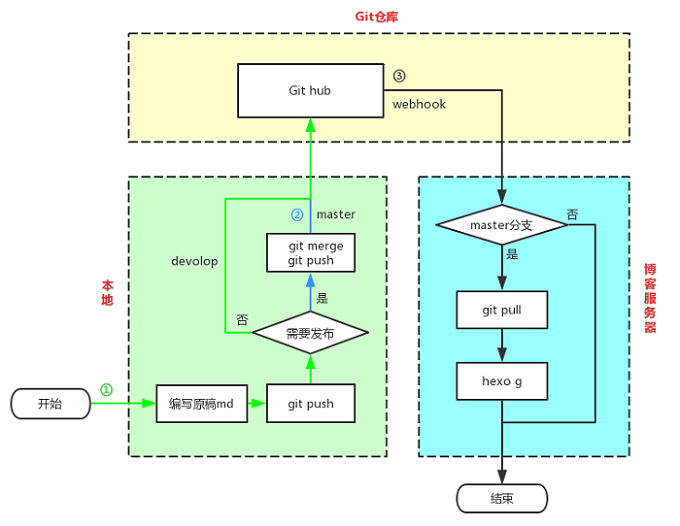 Git仓库
Git hub
③
webhook
②
master
git merge
git push
devolop
是
否
需要发布
本地
①
开始
编写原稿md
git push
master分支
否
是
git pull
hexo g
博客服务器
结束